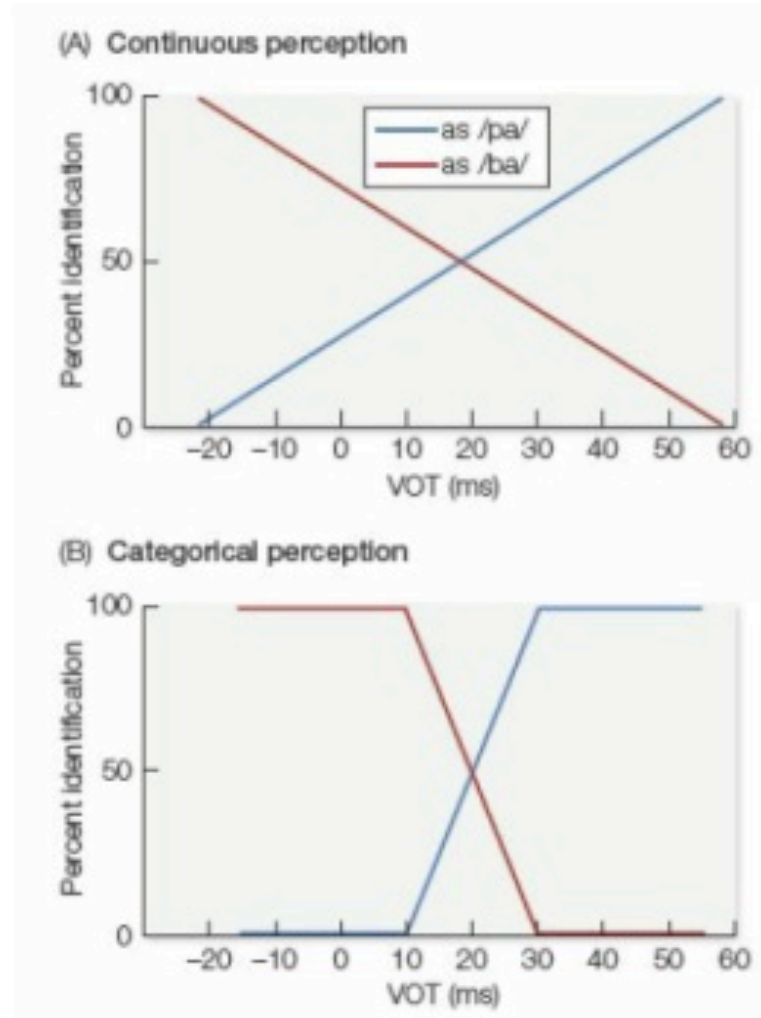 (A) Continuous perception
100
50
0
Percent identification
as /pa/
as /ba/
–20 –10 0 10 20 30 40 50 60
VOT (ms)
(B) Categorical perception
100
50
0
Percent identification
–20 –10 0 10 20 30 40 50 60
VOT (ms)